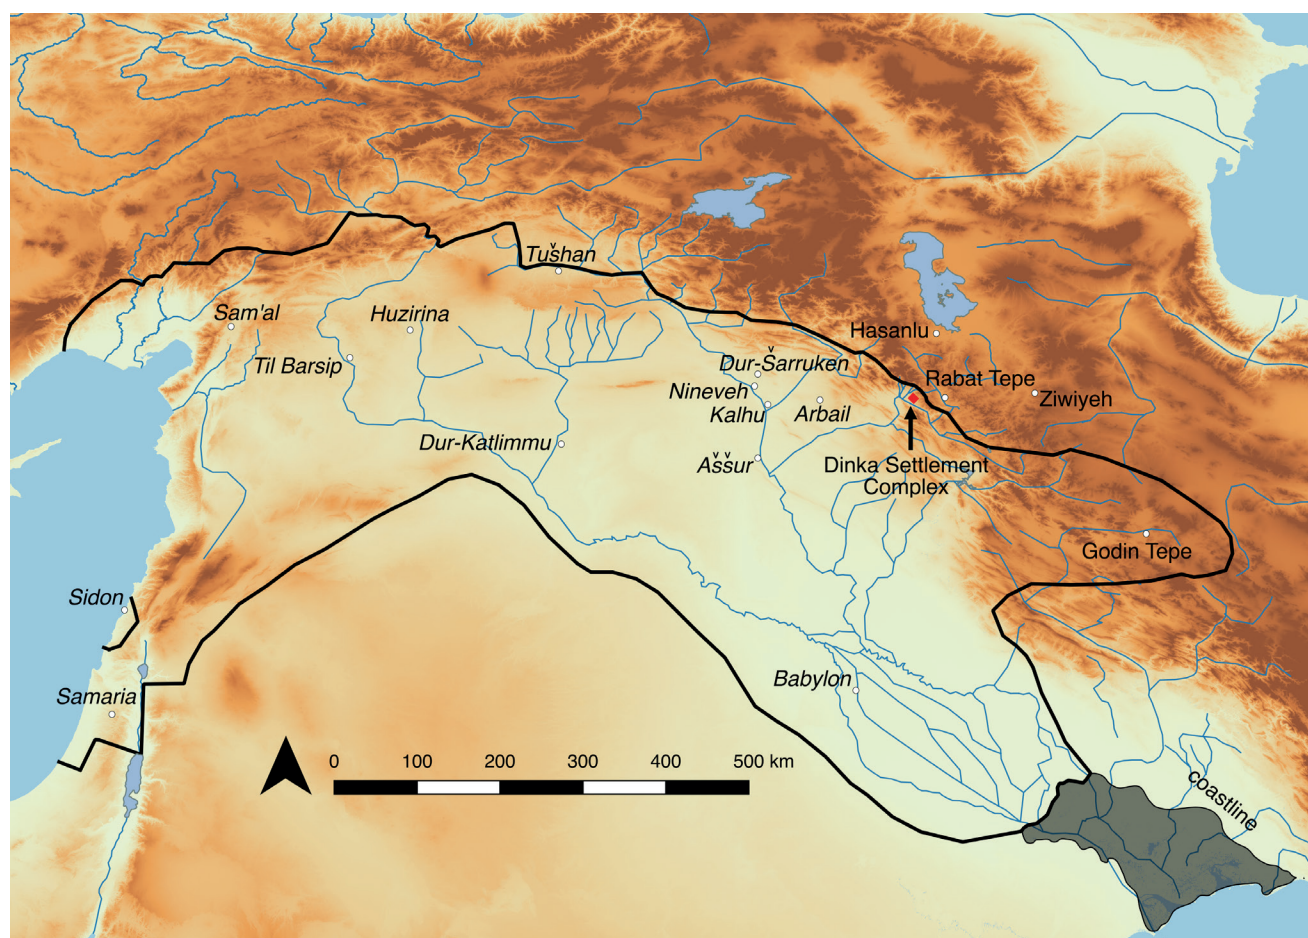 Tušhan
Sam'al
Huzirina
Hasanlu
Til Barsip
Dur-Šarruken
Nineveh
Rabat Tepe
Kalhu
Arbail
Ziwiyeh
Dur-Katlimmu
Aššur
Dinka Settlement
Complex
Godin Tepe
Sidon
Babylon
Samaria
0 100 200 300 400 500 km
coastline